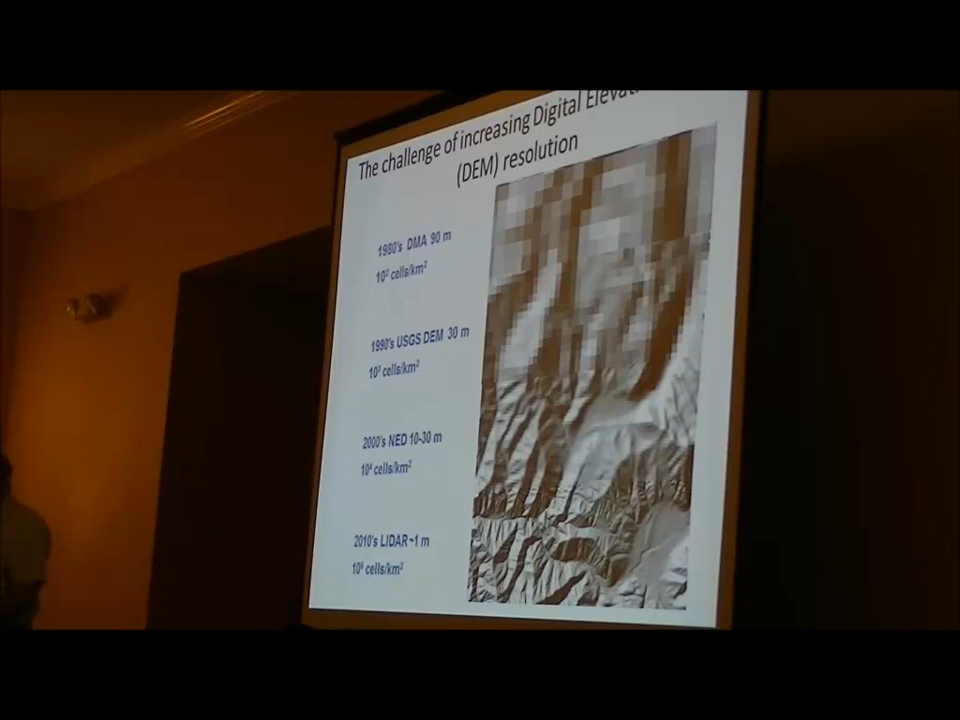 The challenge of increasing Digital
(DEM) resolution
1980's DMA 90 m
10² cells/km²
1990's USGS DEM 30 m
10³ cells/km²
2000's NED 10-30 m
10⁴ cells/km²
2010's LIDAR~1 m
10⁶ cells/km²